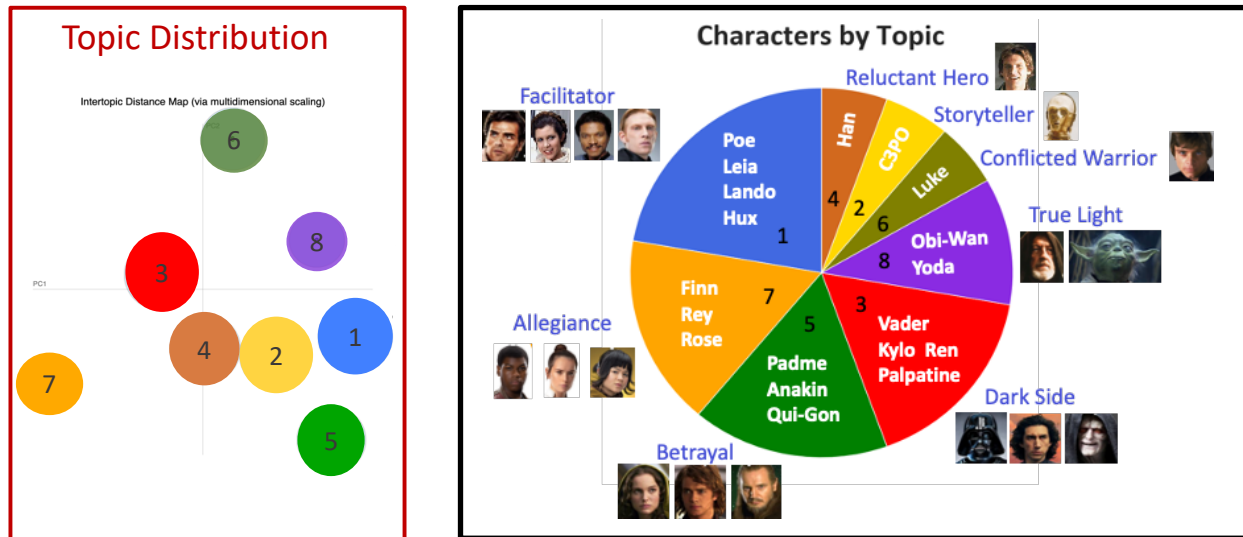 Topic Distribution
Intertopic Distance Map (via multidimensional scaling)
6
8
3
PC1
1
4
2
7
5
Characters by Topic
Reluctant Hero
Facilitator
Storyteller
Conflicted Warrior
True Light
Allegiance
Dark Side
Betrayal
Poe
Leia
Lando
Hux
1
Han
4
C3PO
2
Luke
6
Obi-Wan
Yoda
8
Finn
Rey
Rose
7
Padme
Anakin
Qui-Gon
5
Vader
Kylo Ren
Palpatine
3